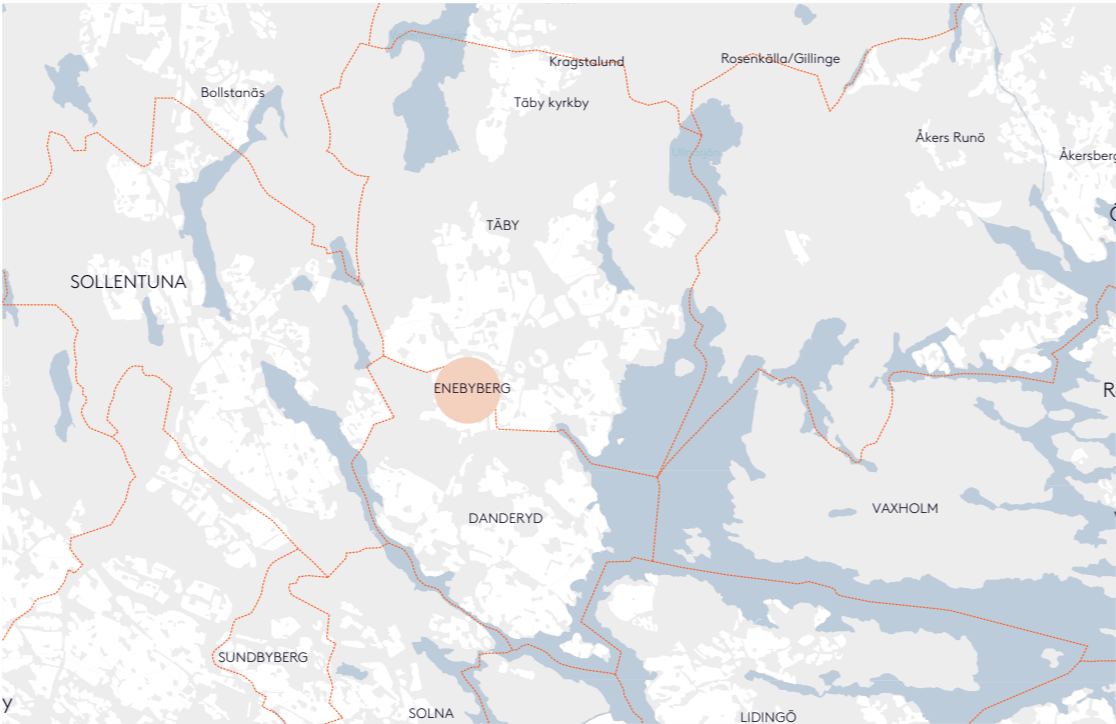 Kragstalund
Rosenkälla/Gillinge
Bollstanäs
Täby kyrkby
Åkers Runö
Åkersberg
TÄBY
SOLLENTUNA
ENEBYBERG
VAXHOLM
DANDERYD
SUNDBYBERG
y
SOLNA
LIDINGÖ